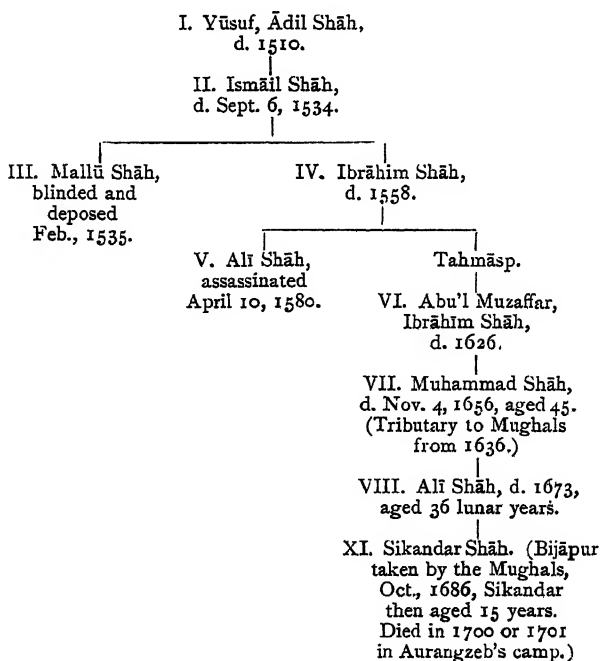 I. Yūsuf, Ādil Shāh,
d. 1510.
II. Ismāil Shāh,
d. Sept. 6, 1534.
III. Mallū Shāh,
blinded and
deposed
Feb., 1535.
IV. Ibrāhim Shāh,
d. 1558.
V. Alī Shāh,
assassinated
April 10, 1580.
Tahmāsp.
VI. Abu'l Muzaffar,
Ibrāhīm Shāh,
d. 1626.
VII. Muhammad Shāh,
d. Nov. 4, 1656, aged 45.
(Tributary to Mughals
from 1636.)
VIII. Alī Shāh, d. 1673,
aged 36 lunar years.
XI. Sikandar Shāh. (Bijāpur
taken by the Mughals,
Oct., 1686, Sikandar
then aged 15 years.
Died in 1700 or 1701
in Aurangzeb's camp.)